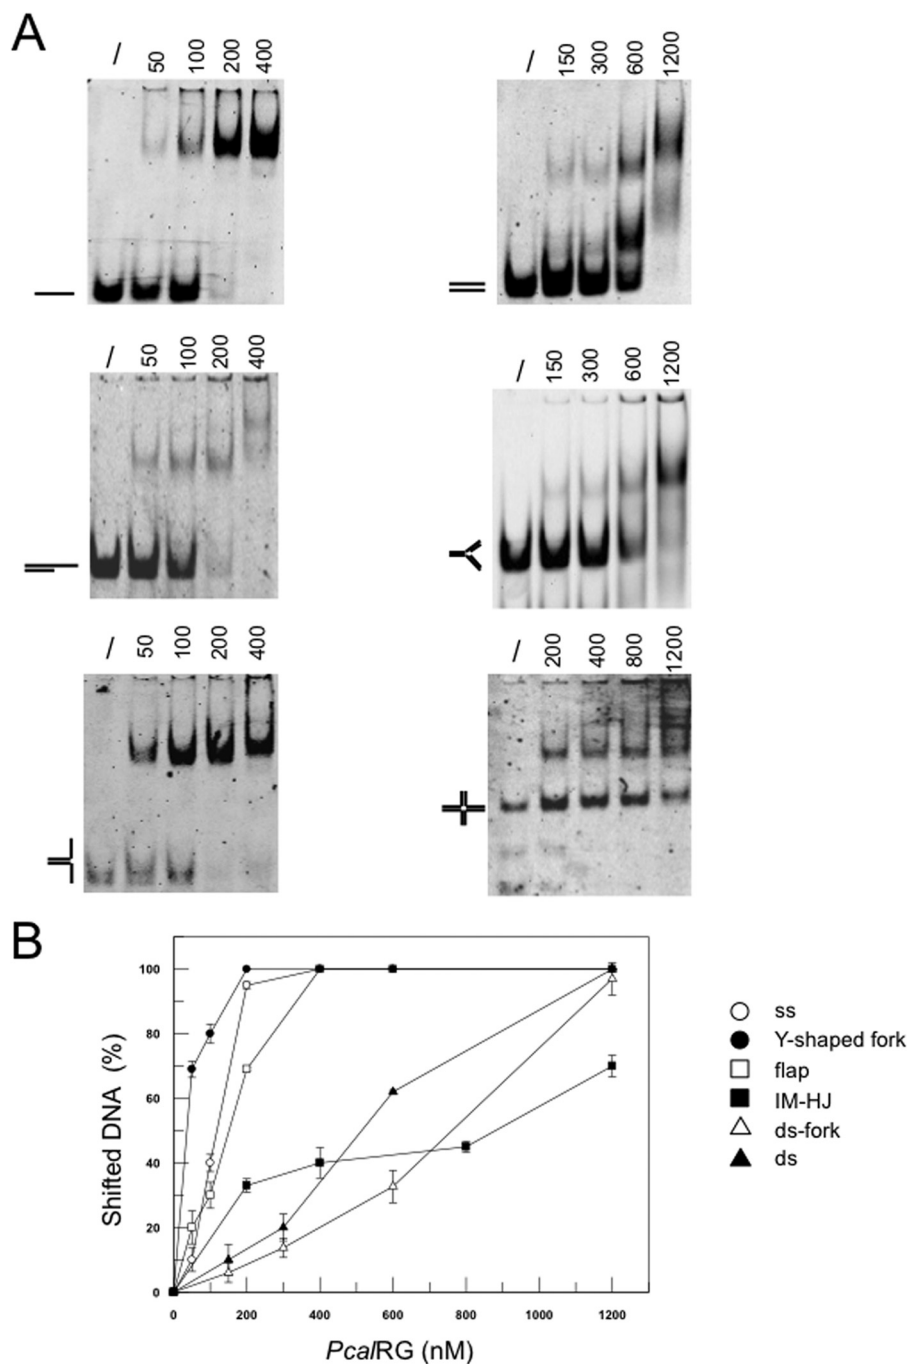 A
/ 50 100 200 400
/ 150 300 600 1200
/ 50 100 200 400
/ 150 300 600 1200
/ 50 100 200 400
/ 200 400 800 1200
B
Shifted DNA (%)
100
80
60
40
20
0
0 200 400 600 800 1000 1200
PcalRG (nM)
ss
Y-shaped fork
flap
IM-HJ
ds-fork
ds